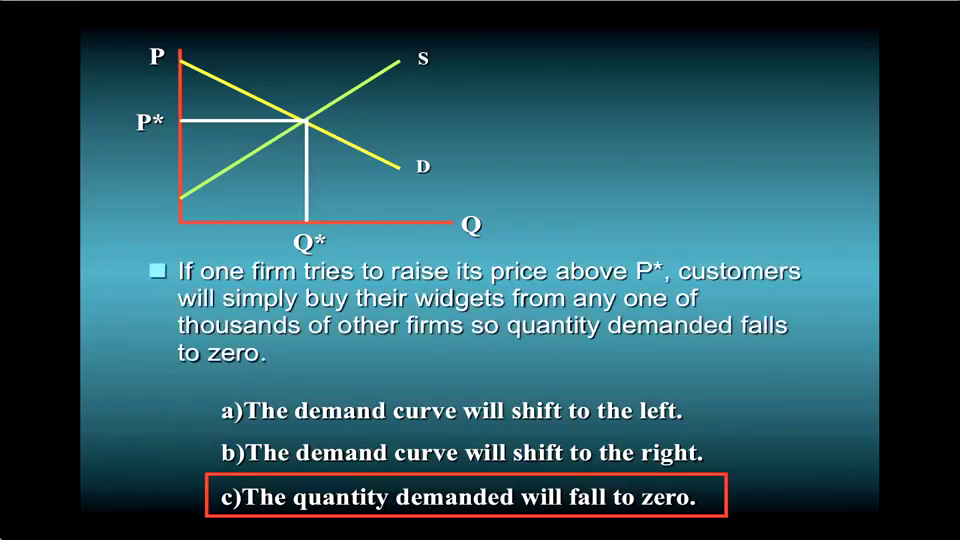 P
S
P*
D
Q
Q*
If one firm tries to raise its price above P*, customers
will simply buy their widgets from any one of
thousands of other firms so quantity demanded falls
to zero.
a)The demand curve will shift to the left.
b)The demand curve will shift to the right.
c)The quantity demanded will fall to zero.